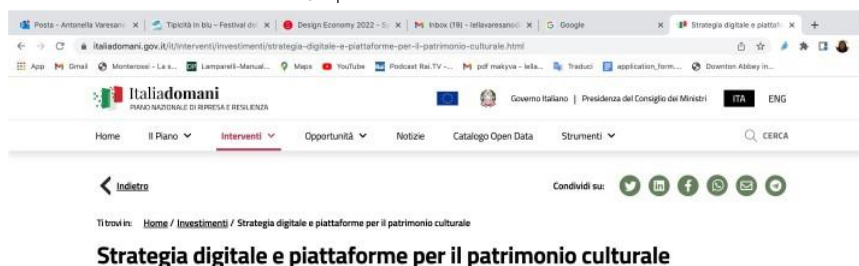 Posta - Antonella Varesano
Tipicità in blu – Festival del
Design Economy 2022 - S
Inbox (19) - lellavaresano
Google
Strategia digitale e piattafo
italiadomani.gov.it/it/Interventi/investimenti/strategia-digitale-e-piattaforme-per-il-patrimonio-culturale.html
App Gmail Monterossi - La s... Lamparelli-Manual... Maps YouTube Podcast Rai.TV -... pdf makyva – lella... Traduci application_form.... Downton Abbey in...
Italiadomani
PIANO NAZIONALE DI RIPRESA E RESILIENZA
Governo Italiano | Presidenza del Consiglio dei Ministri ITA ENG
Home Il Piano Interventi Opportunità Notizie Catalogo Open Data Strumenti CERCA
Indietro Condividi su:
Ti trovi in: Home / Investimenti / Strategia digitale e piattaforme per il patrimonio culturale
Strategia digitale e piattaforme per il patrimonio culturale